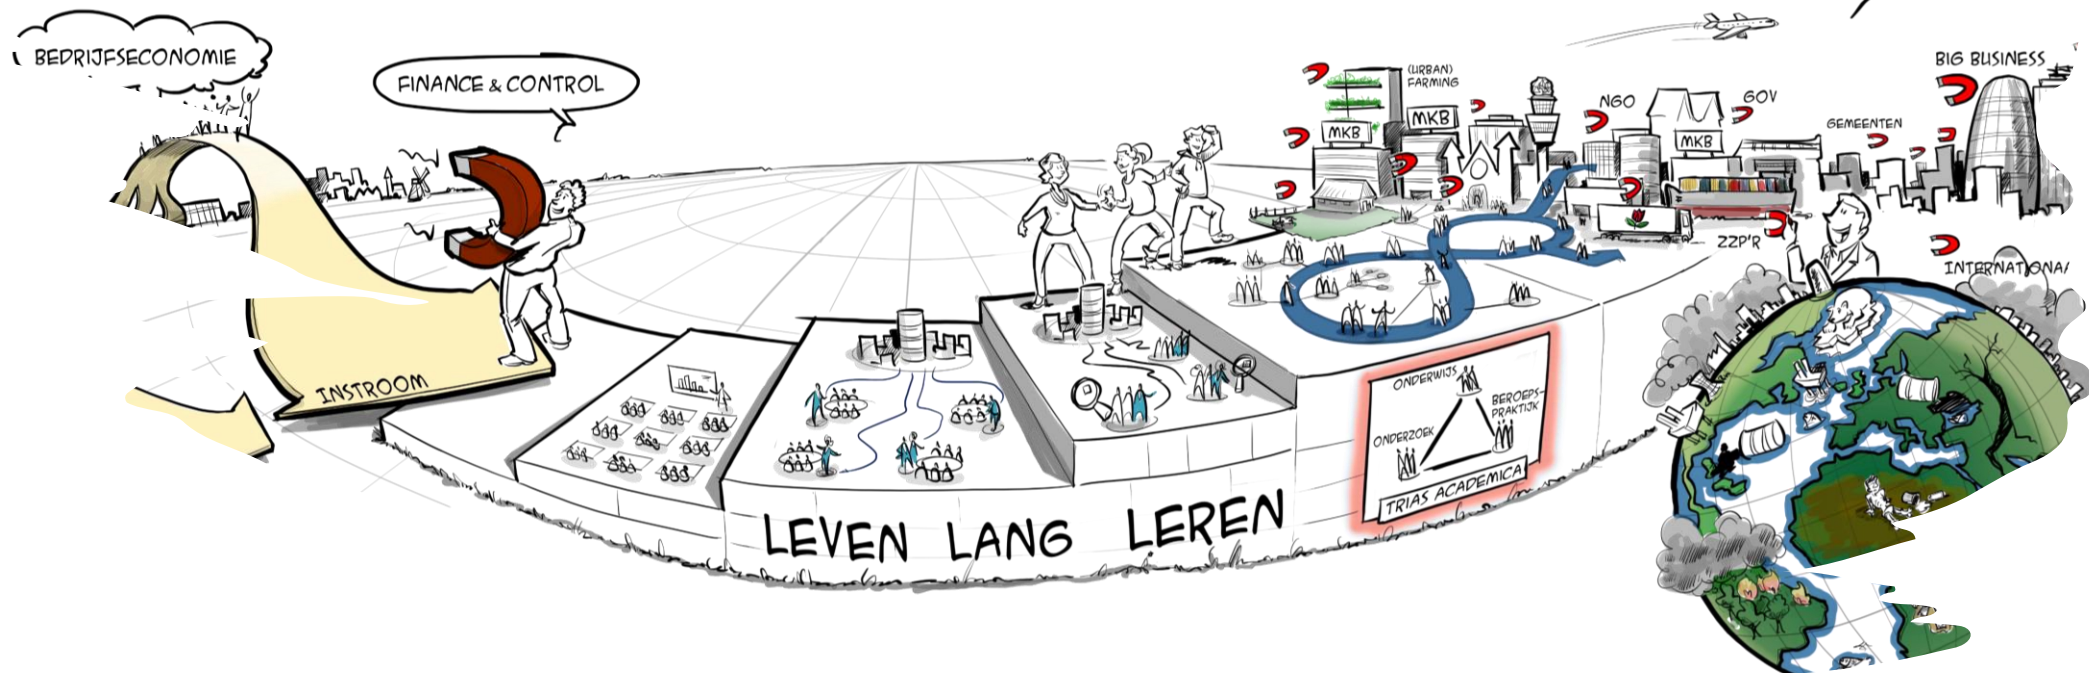 BEDRIJFSECONOMIE
FINANCE & CONTROL
INSTROOM
LEVEN LANG LEREN
ONDERWIJS
BEROEPS-
PRAKTIJK
ONDERZOEK
TRIAS ACADEMICA
(URBAN)
FARMING
MKB
MKB
NGO
MKB
GOV
GEMEENTEN
BIG BUSINESS
ZZP'R
INTERNATIONA